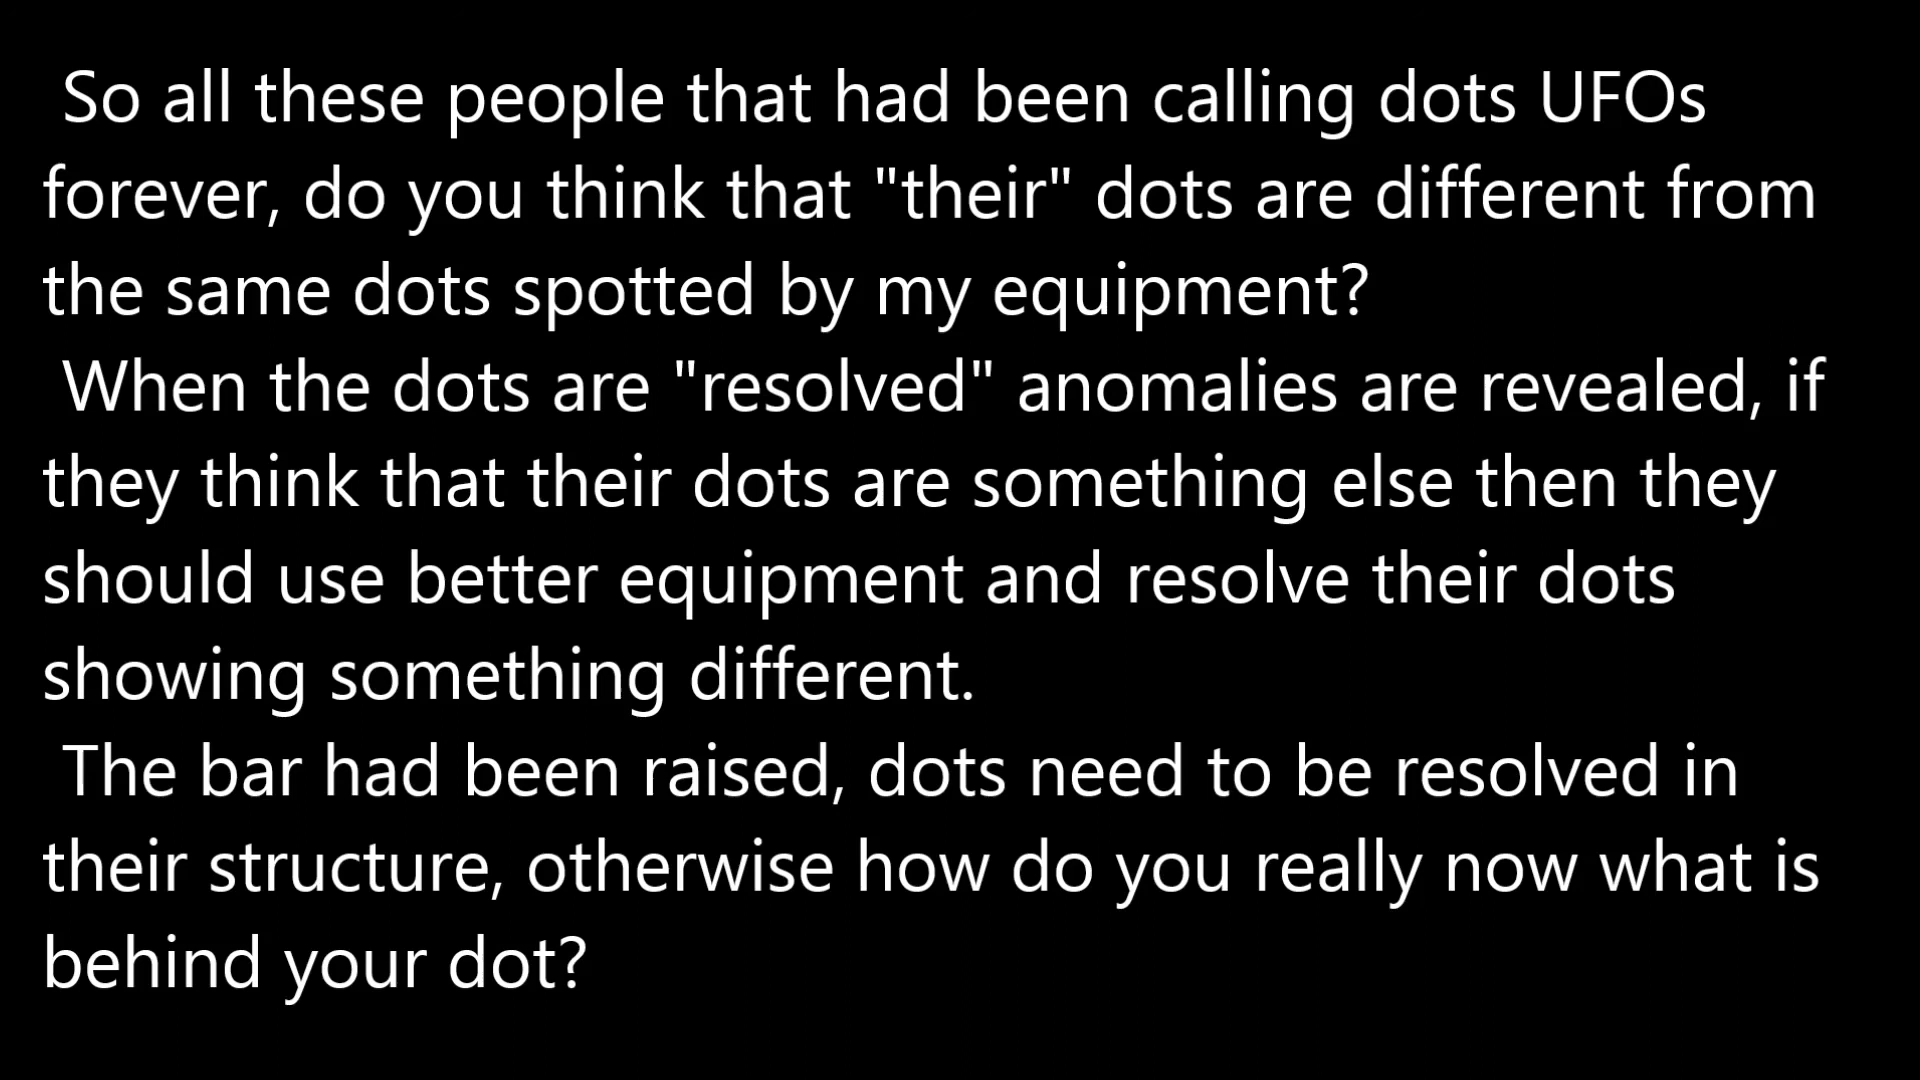 So all these people that had been calling dots UFOs
forever, do you think that "their" dots are different from
the same dots spotted by my equipment?
When the dots are "resolved" anomalies are revealed, if
they think that their dots are something else then they
should use better equipment and resolve their dots
showing something different.
The bar had been raised, dots need to be resolved in
their structure, otherwise how do you really now what is
behind your dot?